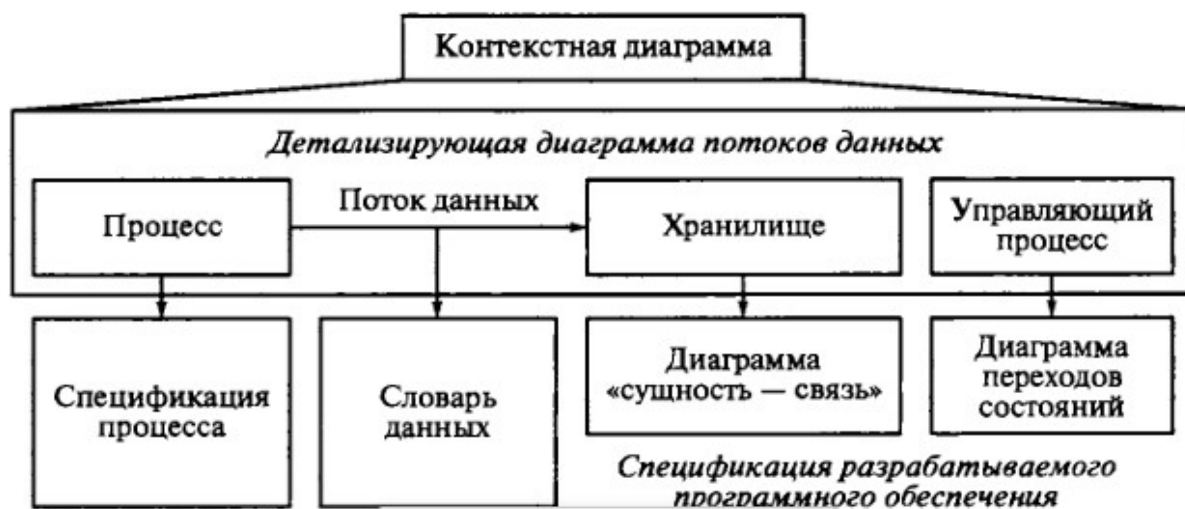 Контекстная диаграмма
Детализирующая диаграмма потоков данных
Процесс
Поток данных
Хранилище
Управляющий
процесс
Спецификация
процесса
Словарь
данных
Диаграмма
«сущность — связь»
Диаграмма
переходов
состояний
Спецификация разрабатываемого
программного обеспечения